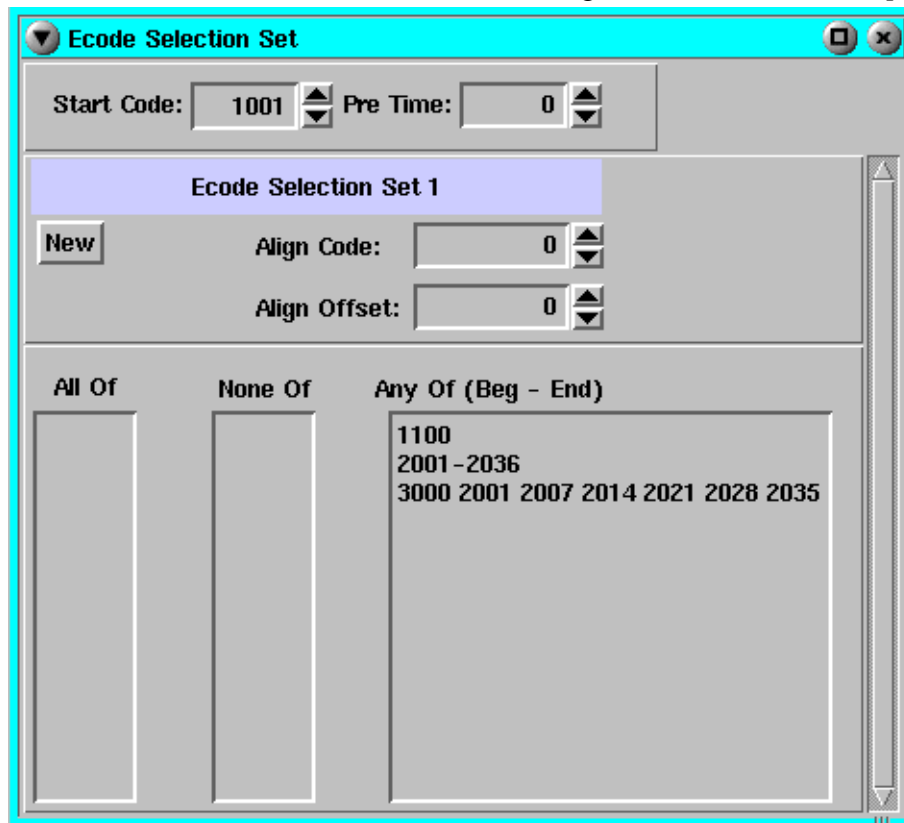 Ecode Selection Set
Start Code: 1001 Pre Time: 0
Ecode Selection Set 1
New Align Code: 0
Align Offset: 0
All Of None Of Any Of (Beg - End)
1100
2001-2036
3000 2001 2007 2014 2021 2028 2035